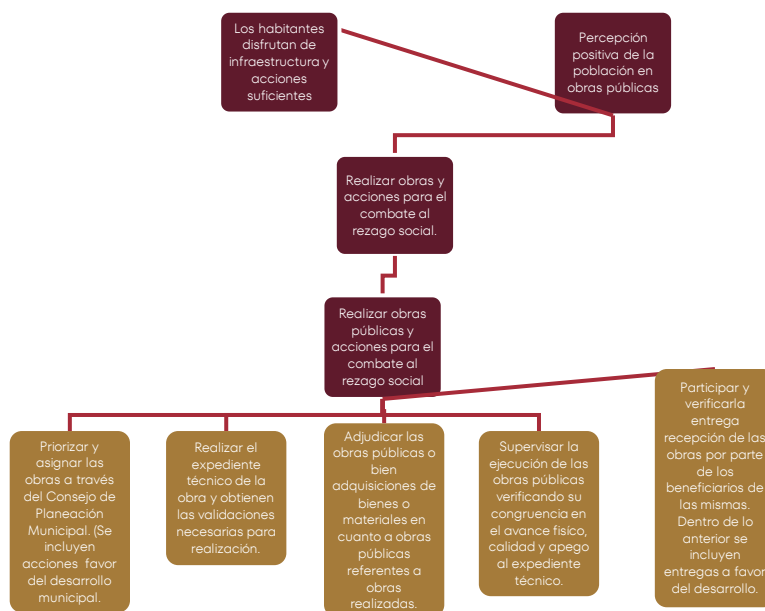 Los habitantes
disfrutan de
infraestructura y
acciones
suficientes
Percepción
positiva de la
población en
obras públicas
Realizar obras y
acciones para el
combate al
rezago social.
Realizar obras
públicas y
acciones para el
combate al
rezago social
Priorizar y
asignar las
obras a través
del Consejo de
Planeación
Municipal. (Se
incluyen
acciones favor
del desarrollo
municipal.
Realizar el
expediente
técnico de la
obra y obtienen
las validaciones
necesarias para
realización.
Adjudicar las
obras públicas o
bien
adquisiciones de
bienes o
materiales en
cuanto a obras
públicas
referentes a
obras
realizadas.
Supervisar la
ejecución de las
obras públicas
verificando su
congruencia en
el avance fisíco,
calidad y apego
al expediente
técnico.
Participar y
verificarla
entrega
recepción de las
obras por parte
de los
beneficiarios de
las mismas.
Dentro de lo
anterior se
incluyen
entregas a favor
del desarrollo.